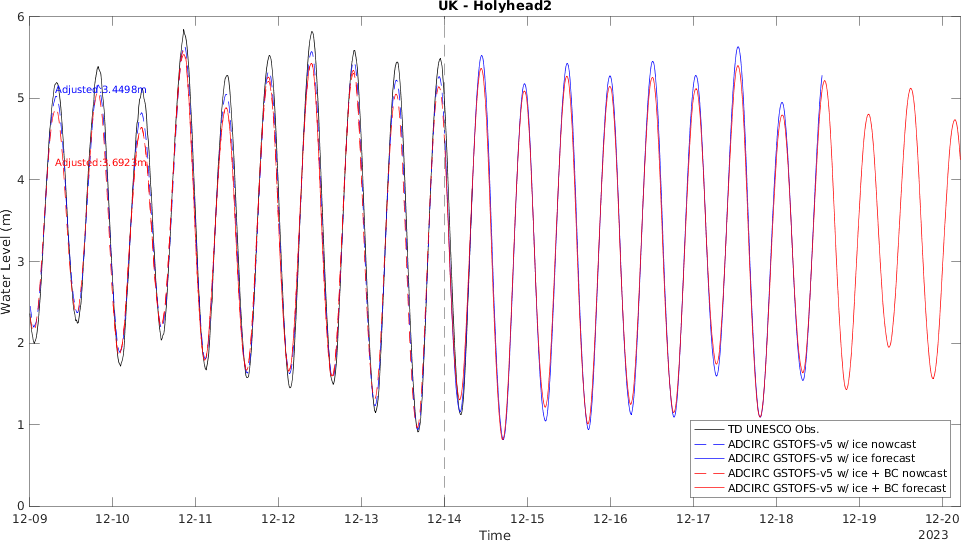 UK - Holyhead2
6
5
4
3
2
1
0
Water Level (m)
Adjusted:3.4498m
Adjusted:3.6923m
TD UNESCO Obs.
ADCIRC GSTOFS-v5 w/ ice nowcast
ADCIRC GSTOFS-v5 w/ ice forecast
ADCIRC GSTOFS-v5 w/ ice + BC nowcast
ADCIRC GSTOFS-v5 w/ ice + BC forecast
12-09 12-10 12-11 12-12 12-13 12-14 12-15 12-16 12-17 12-18 12-19 12-20
Time
2023